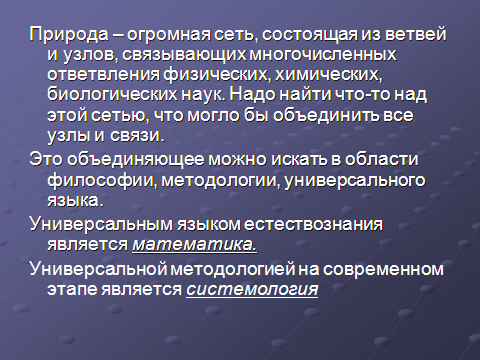 Природа – огромная сеть, состоящая из ветвей
и узлов, связывающих многочисленных
ответвления физических, химических,
биологических наук. Надо найти что-то над
этой сетью, что могло бы объединить все
узлы и связи.
Это объединяющее можно искать в области
философии, методологии, универсального
языка.
Универсальным языком естествознания
является математика.
Универсальной методологией на современном
этапе является системология